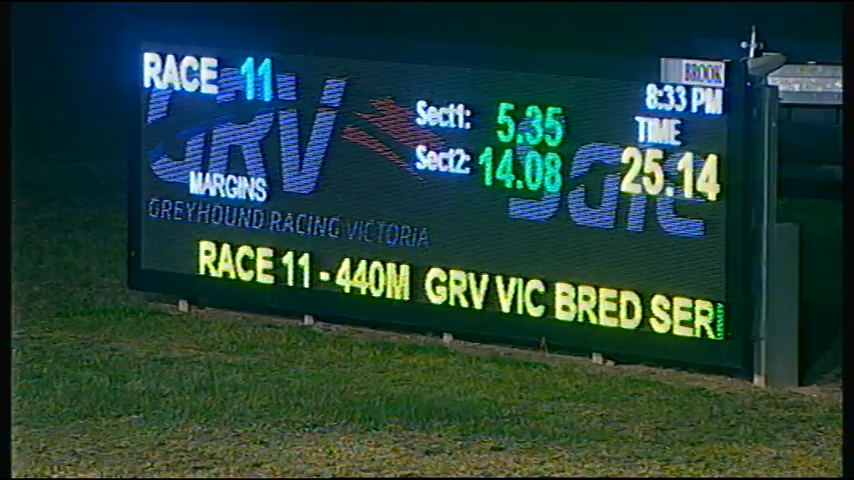 BROOK
RACE 11
8:33 PM
GRV
Sect1: 5.35
TIME
Sect2: 14.08
25.14
MARGINS
GREYHOUND RACING VICTORIA
RACE 11 - 440M GRV VIC BRED SER